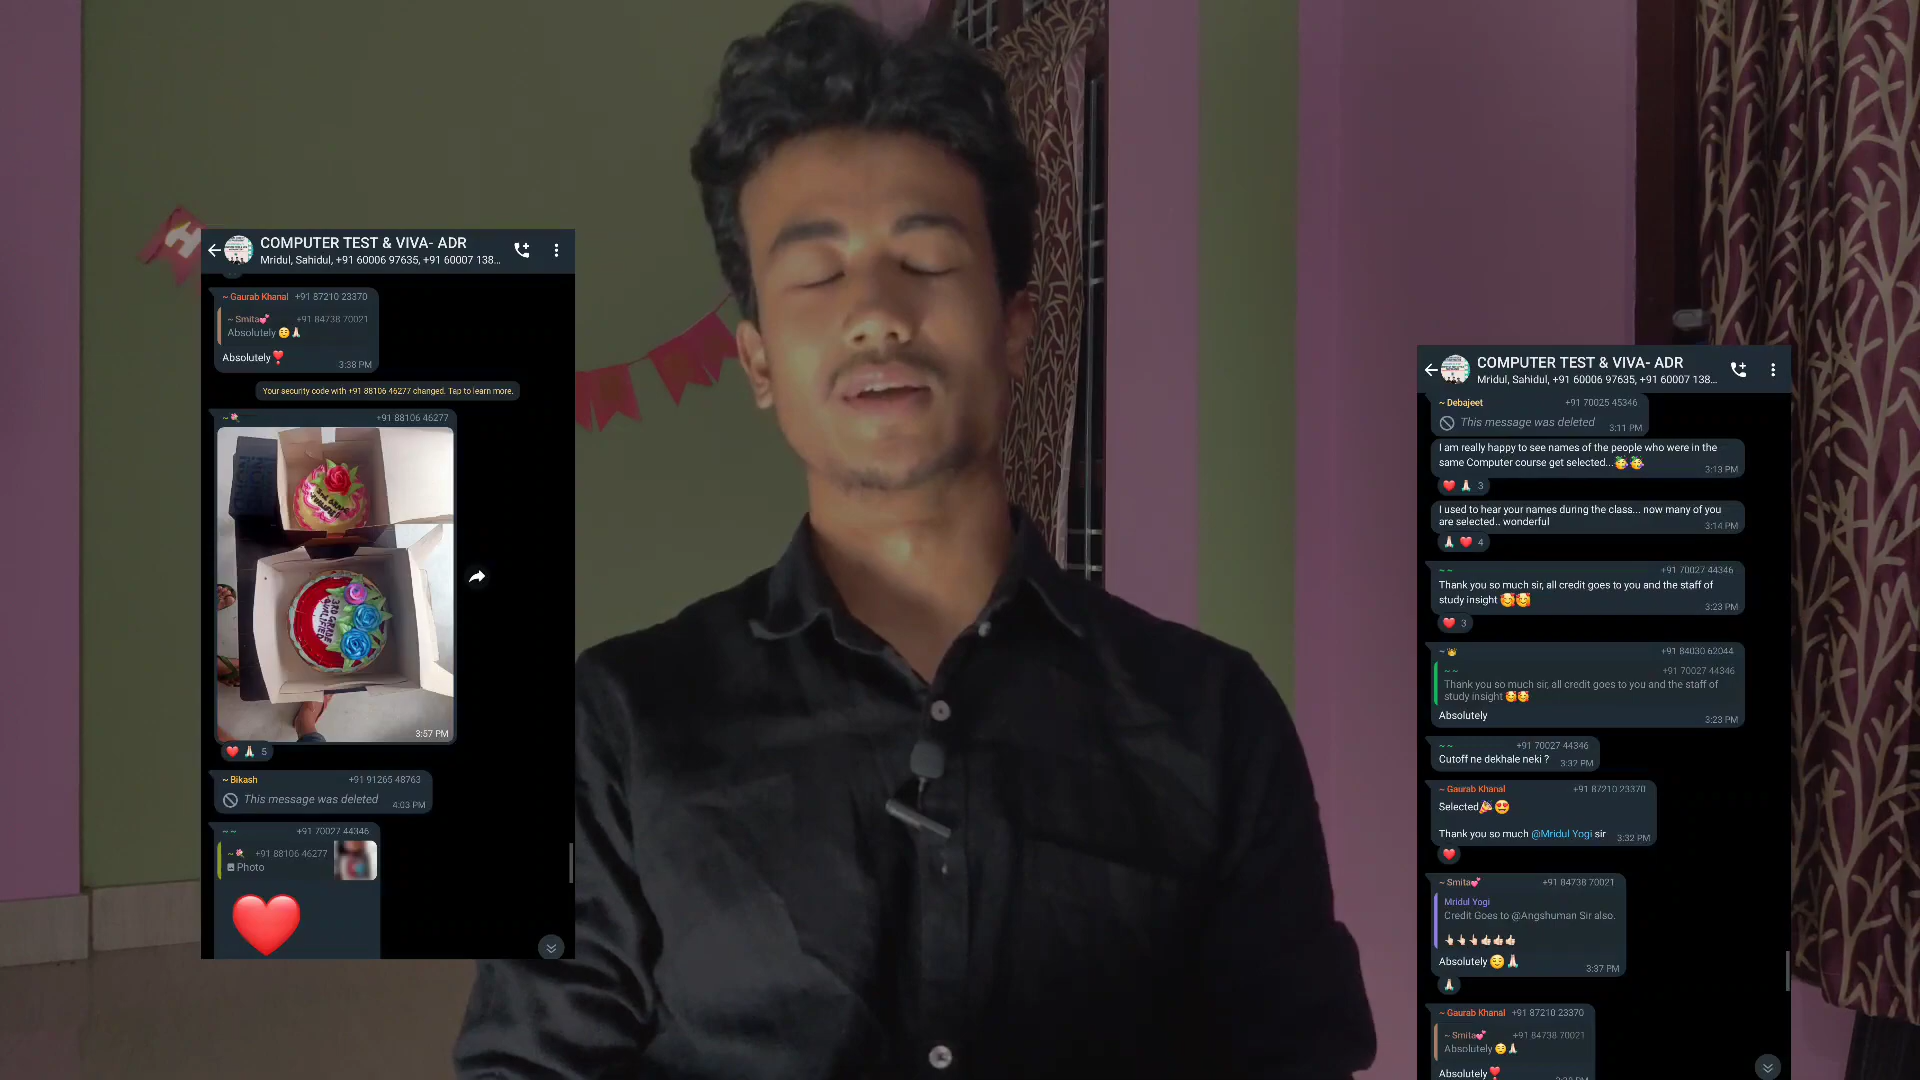 H
COMPUTER TEST & VIVA- ADR
Mridul, Sahidul, +91 60006 97635, +91 60007 138...
~ Gaurab Khanal +91 87210 23370
~ Smita💕 +91 84738 70021
Absolutely 😌🙏🏻
Absolutely❣️
3:38 PM
Your security code with +91 88106 46277 changed. Tap to learn more.
~ 💐 +91 88106 46277
3RD GRADE
QUALIFIER
3:57 PM
❤️ 🙏🏻 5
~ Bikash +91 91265 48763
This message was deleted 4:03 PM
~ ~ +91 70027 44346
~ 💐 +91 88106 46277
Photo
❤️
COMPUTER TEST & VIVA- ADR
Mridul, Sahidul, +91 60006 97635, +91 60007 138...
~ Debajeet +91 70025 45346
This message was deleted 3:11 PM
I am really happy to see names of the people who were in the
same Computer course get selected...🥳 🥳
3:13 PM
❤️ 🙏🏻 3
I used to hear your names during the class... now many of you
are selected.. wonderful
3:14 PM
🙏🏻 ❤️ 4
~ ~ +91 70027 44346
Thank you so much sir, all credit goes to you and the staff of
study insight 🥰🥰
3:23 PM
❤️ 3
~ 👑 +91 84030 62044
~ ~ +91 70027 44346
Thank you so much sir, all credit goes to you and the staff of
study insight 🥰🥰
Absolutely
3:23 PM
~ ~ +91 70027 44346
Cutoff ne dekhale neki ? 3:32 PM
~ Gaurab Khanal +91 87210 23370
Selected🎉😍
Thank you so much @Mridul Yogi sir 3:32 PM
❤️
~ Smita💕 +91 84738 70021
Mridul Yogi
Credit Goes to @Angshuman Sir also.
👆🏻👆🏻👆🏻👍🏻👍🏻👍🏻
Absolutely 😌🙏🏻
3:37 PM
🙏🏻
~ Gaurab Khanal +91 87210 23370
~ Smita💕 +91 84738 70021
Absolutely 😌🙏🏻
Absolutely❣️